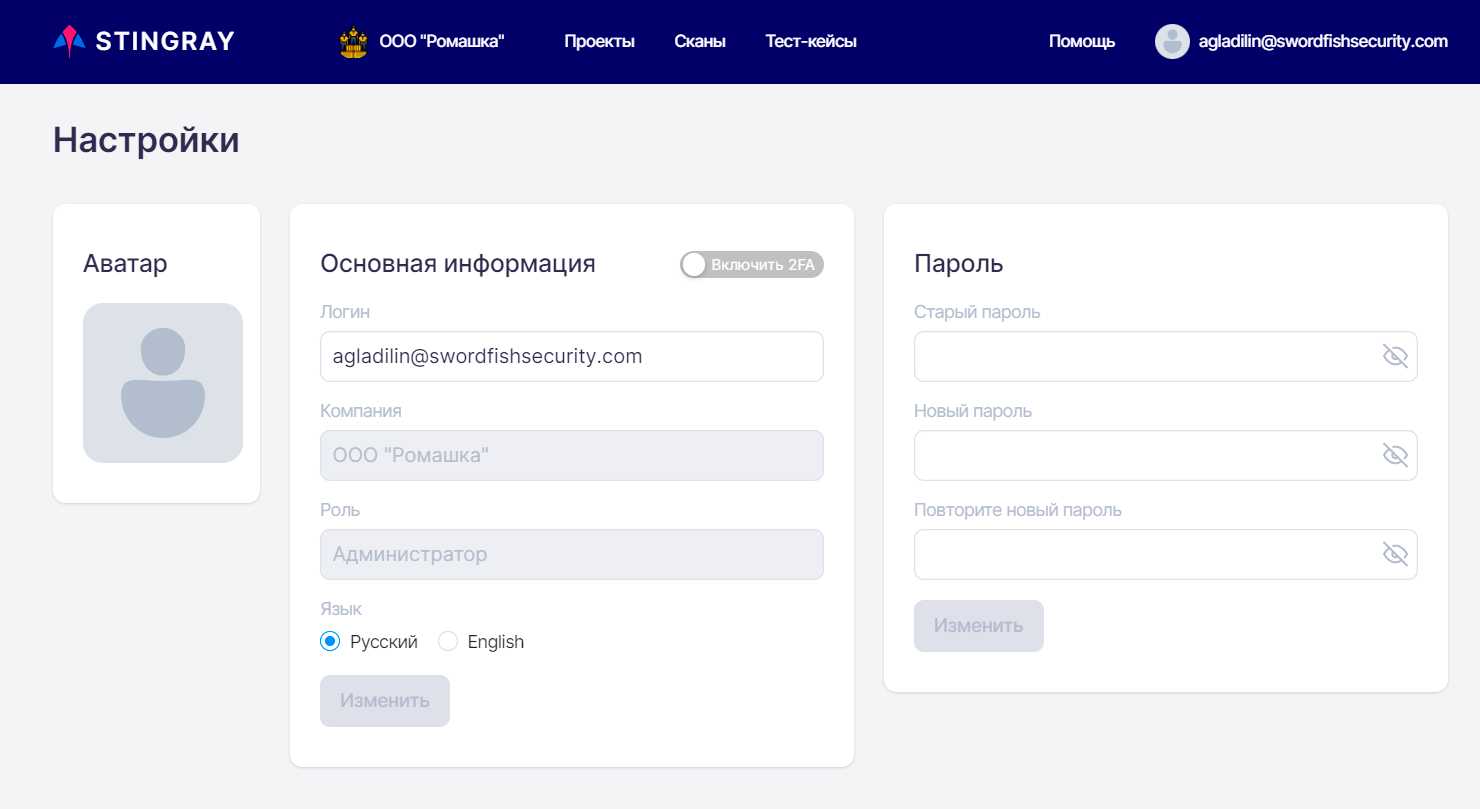 STINGRAY
ООО "Ромашка"
Проекты
Сканы
Тест-кейсы
Помощь
agladilin@swordfishsecurity.com
Настройки
Аватар
Основная информация
Включить 2FA
Логин
agladilin@swordfishsecurity.com
Компания
ООО "Ромашка"
Роль
Администратор
Язык
Русский
English
Изменить
Пароль
Старый пароль
Новый пароль
Повторите новый пароль
Изменить